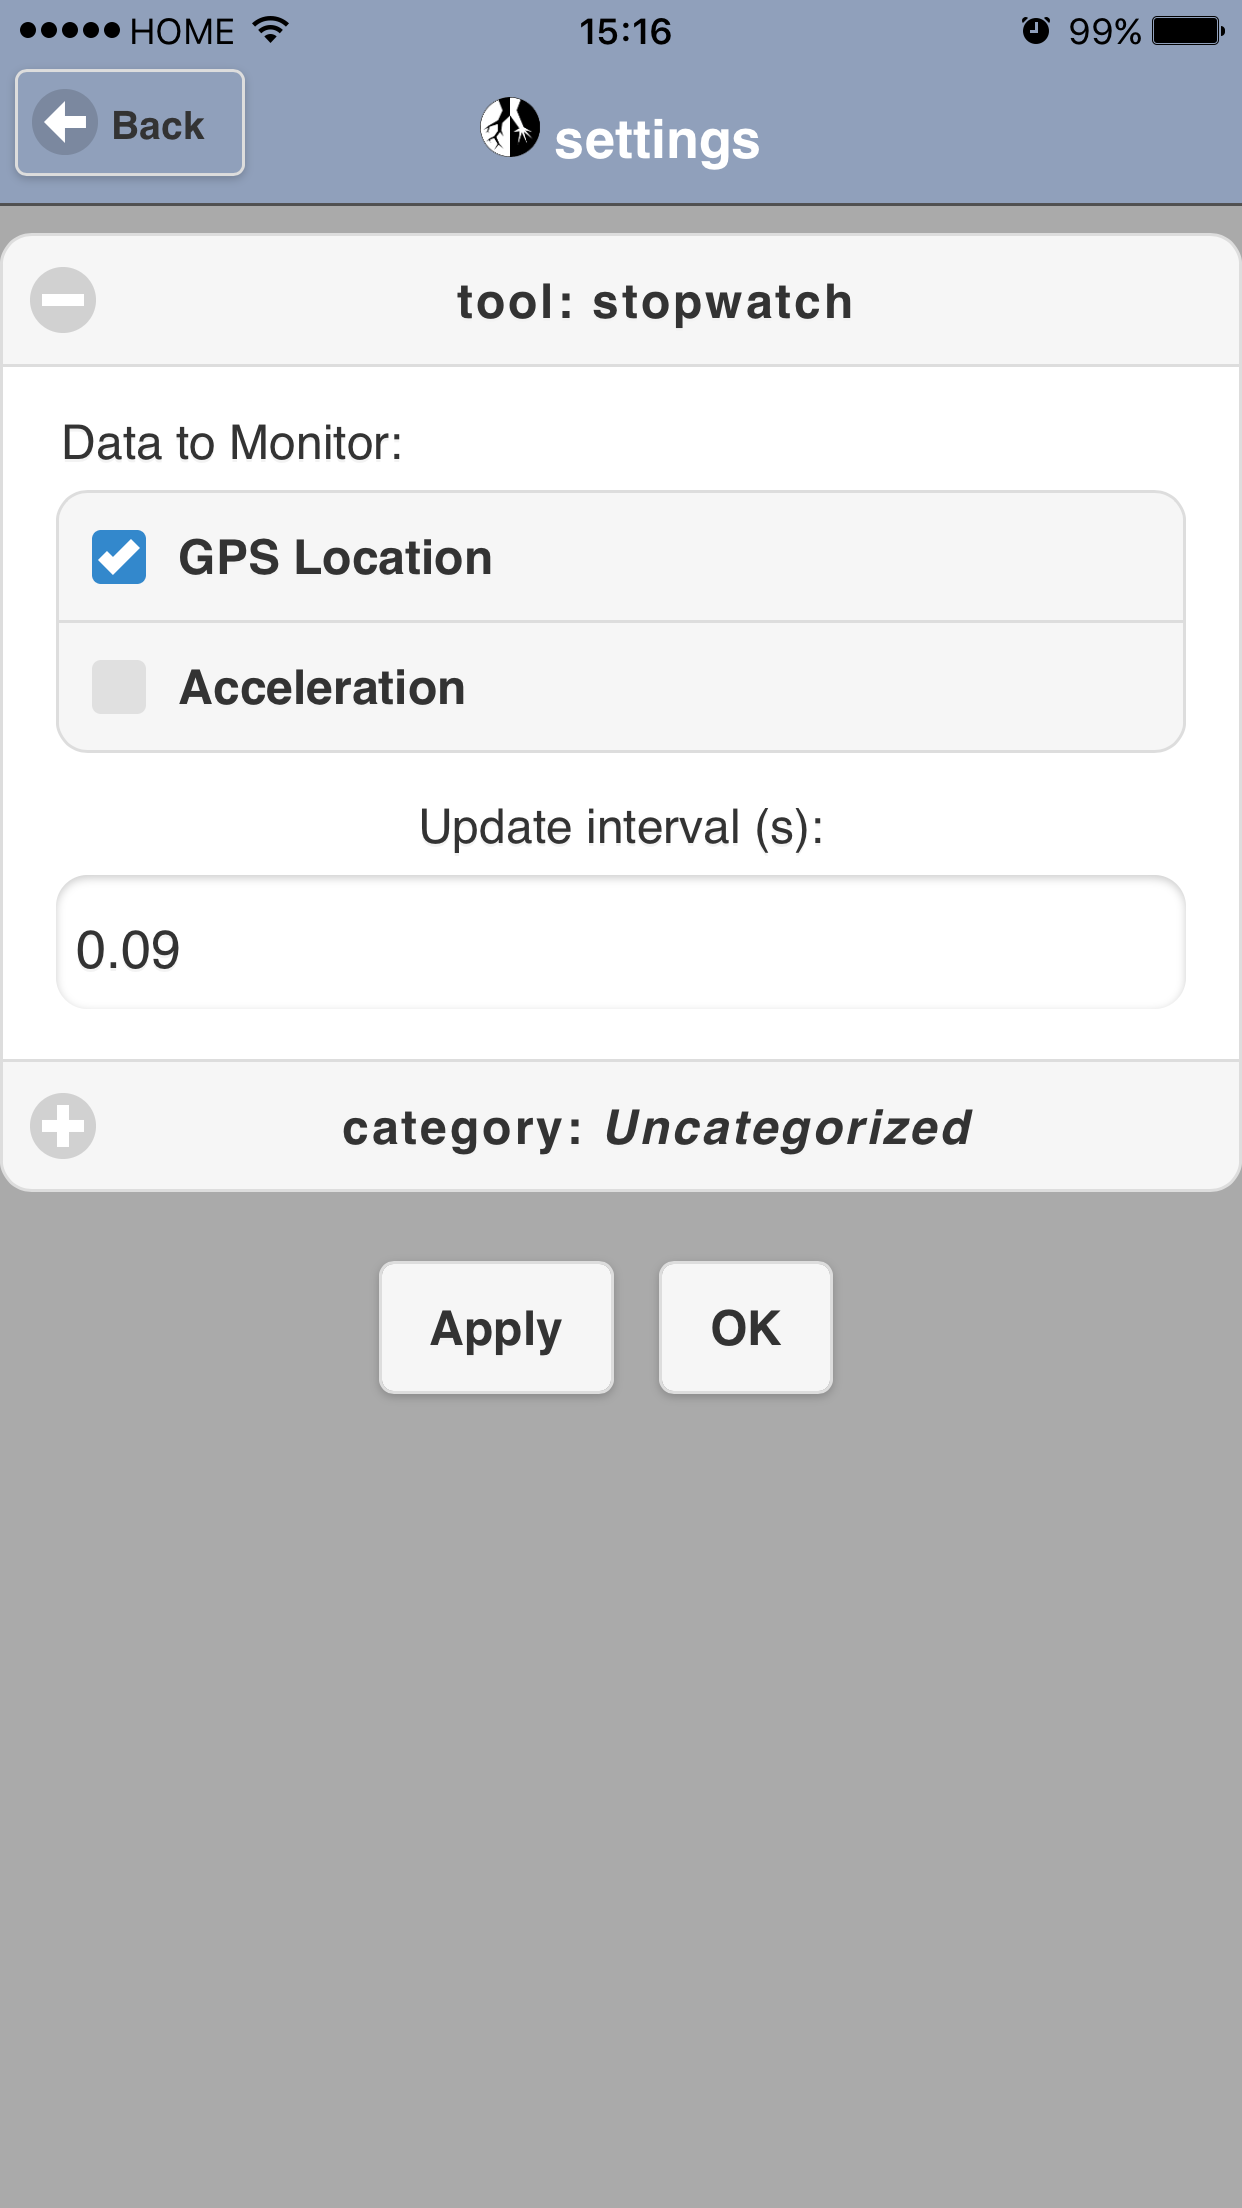 HOME 15:16 99%
Back
settings
tool: stopwatch
Data to Monitor:
GPS Location
Acceleration
Update interval (s):
0.09
category: Uncategorized
Apply OK